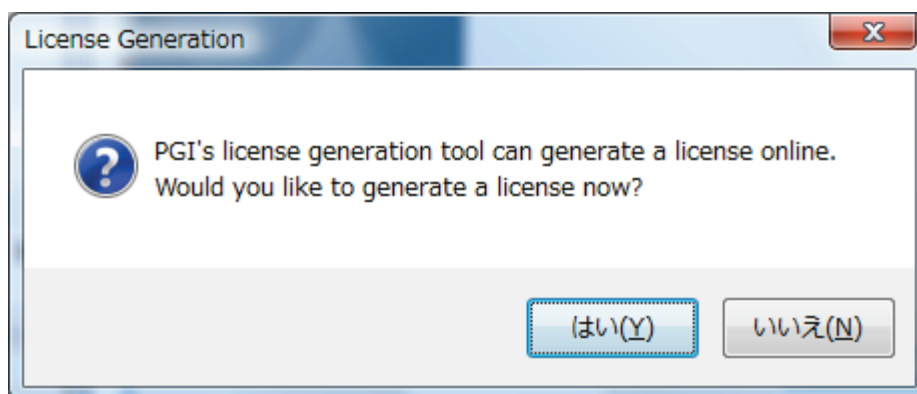 License Generation
PGI's license generation tool can generate a license online.
Would you like to generate a license now?
はい(Y)
いいえ(N)